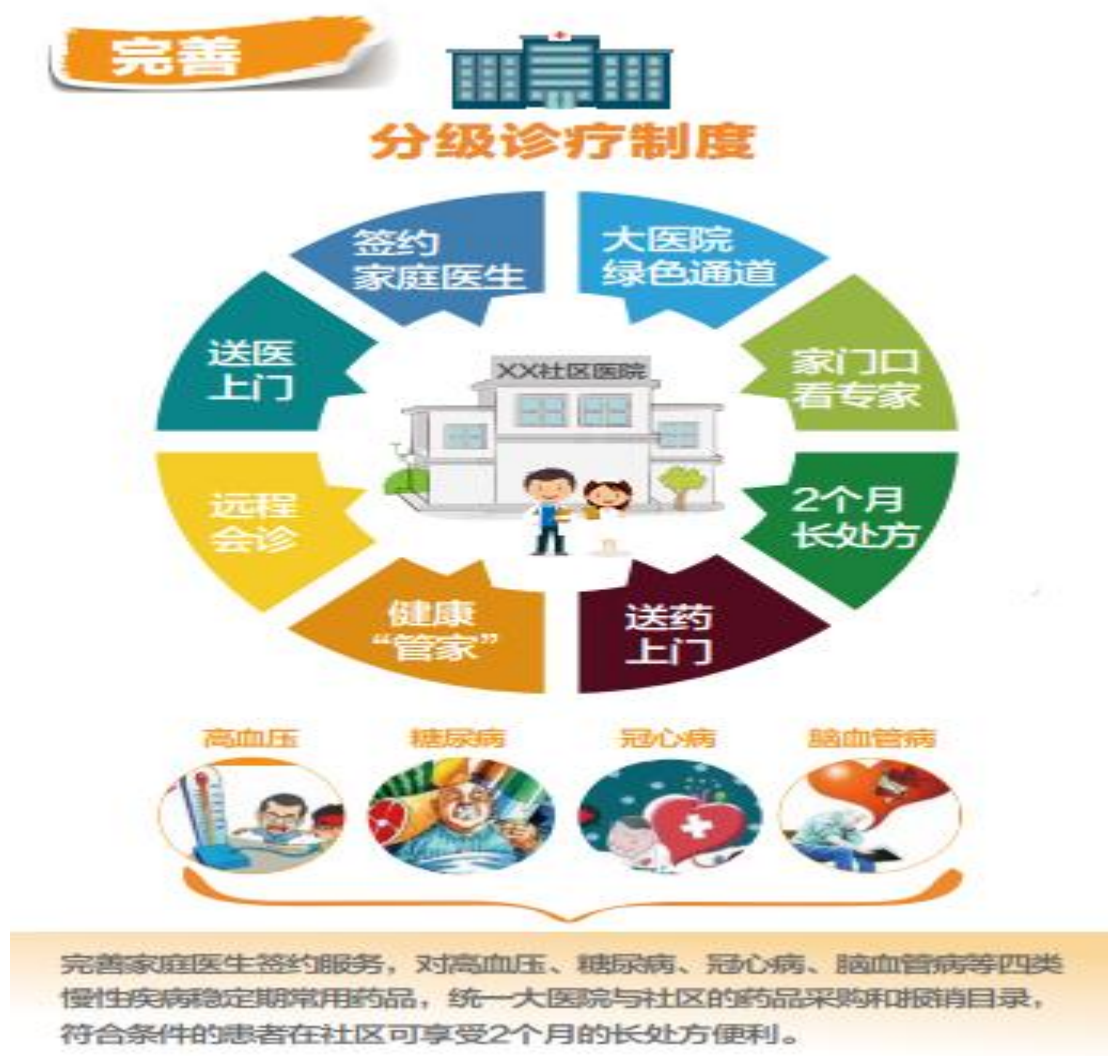 完善
分级诊疗制度
签约
家庭医生
大医院
绿色通道
送医
上门
家门口
看专家
XX社区医院
远程
会诊
2个月
长处方
健康
“管家”
送药
上门
高血压
糖尿病
冠心病
脑血管病
完善家庭医生签约服务，对高血压、糖尿病、冠心病、脑血管病等四类
慢性疾病稳定期常用药品，统一大医院与社区的药品采购和报销目录，
符合条件的患者在社区可享受2个月的长处方便利。